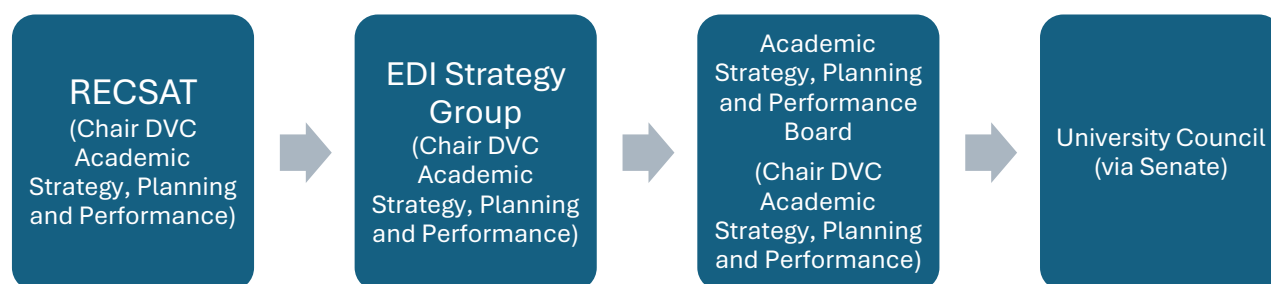 RECSAT
(Chair DVC
Academic
Strategy, Planning
and Performance)
EDI Strategy
Group
(Chair DVC
Academic
Strategy, Planning
and Performance)
Academic
Strategy, Planning
and Performance
Board
(Chair DVC
Academic
Strategy, Planning
and Performance)
University Council
(via Senate)